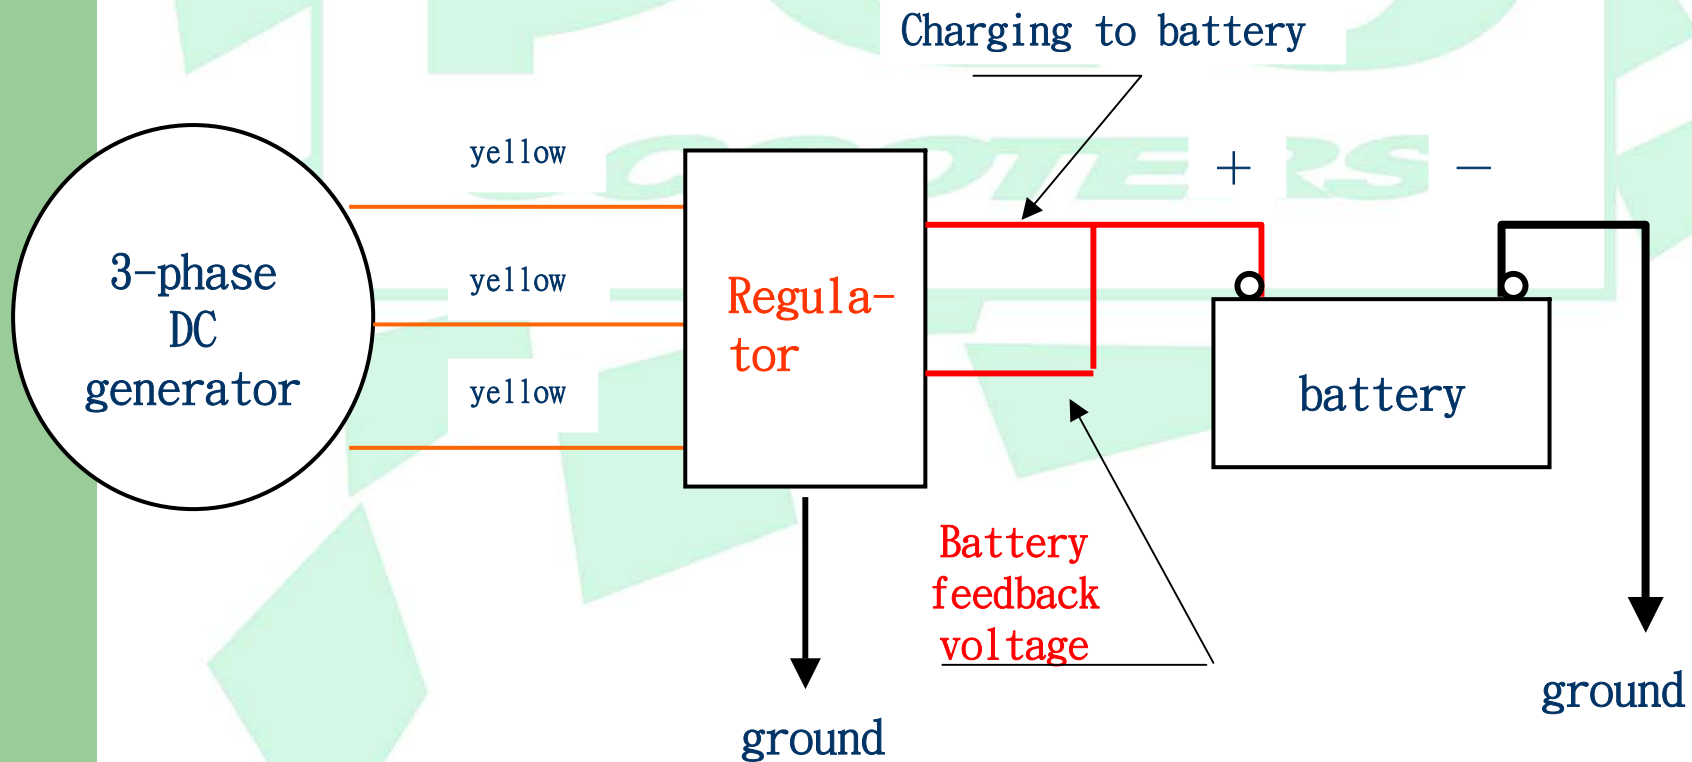 Charging to battery
yellow
+ -
3-phase
DC
generator
yellow
Regula-
tor
yellow
battery
Battery
feedback
voltage
ground
ground